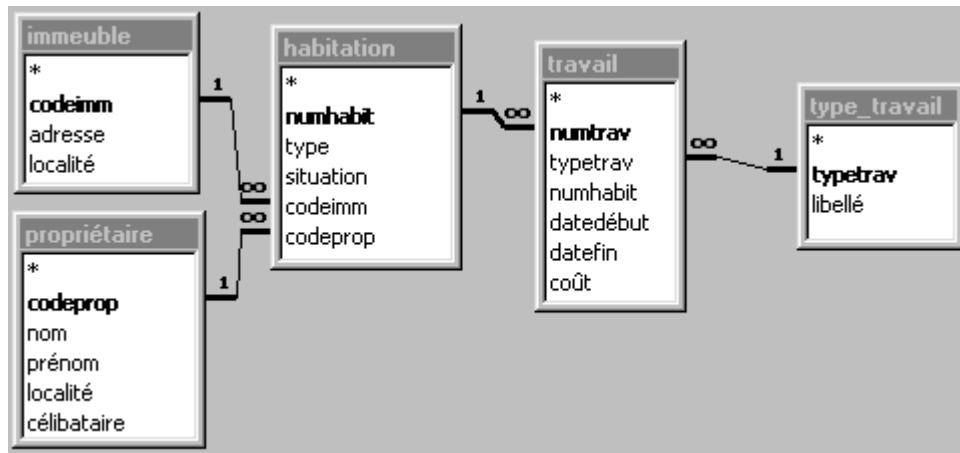 immeuble
*
codeimm
adresse
localité
propriétaire
*
codeprop
nom
prénom
localité
célibataire
1
∞
∞
1
habitation
*
numhabit
type
situation
codeimm
codeprop
1
∞
travail
*
numtrav
typetrav
numhabit
datedébut
datefin
coût
∞
1
type_travail
*
typetrav
libellé